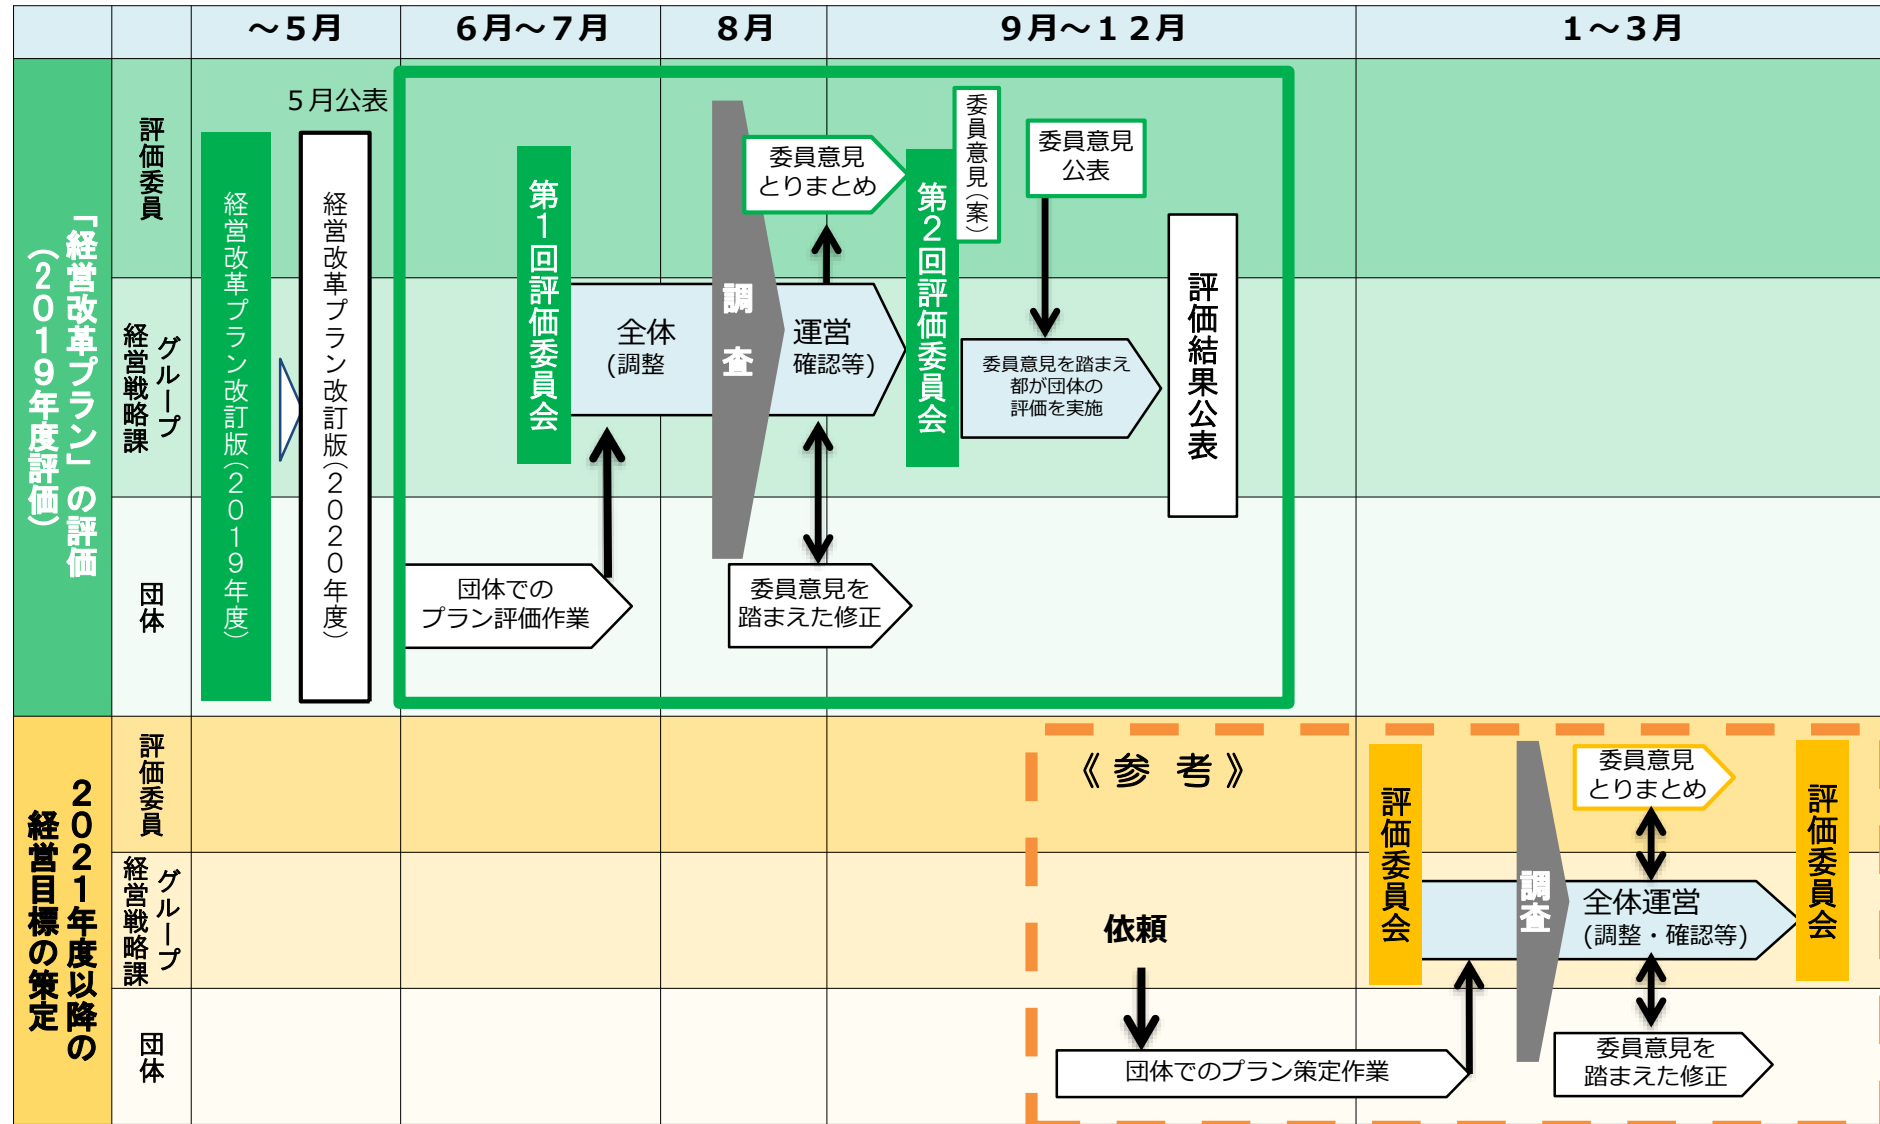 ～５月
６月～７月
８月
９月～１２月
１～３月
「経営改革プラン」の評価
（２０１９年度評価）
評価委員
グループ
経営戦略課
団体
５月公表
経営改革プラン改訂版（２０１９年度）
経営改革プラン改訂版（２０２０年度）
第１回評価委員会
全体
(調整
調
査
運営
確認等)
委員意見
とりまとめ
第２回評価委員会
委員意見（案）
委員意見
公表
委員意見を踏まえ
都が団体の
評価を実施
評価結果公表
団体での
プラン評価作業
委員意見を
踏まえた修正
２０２１年度以降の
経営目標の策定
評価委員
グループ
経営戦略課
団体
《参 考》
依頼
団体でのプラン策定作業
評価委員会
調
査
委員意見
とりまとめ
全体運営
(調整・確認等)
委員意見を
踏まえた修正
評価委員会